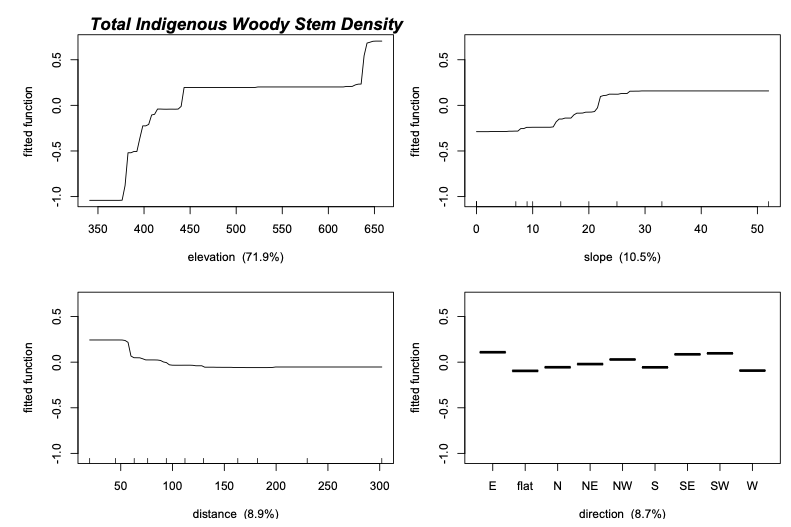 Total Indigenous Woody Stem Density
fitted function
0.5
0.0
-0.5
-1.0
350 400 450 500 550 600 650
elevation (71.9%)
fitted function
0.5
0.0
-0.5
-1.0
0 10 20 30 40 50
slope (10.5%)
fitted function
0.5
0.0
-0.5
-1.0
50 100 150 200 250 300
distance (8.9%)
fitted function
0.5
0.0
-0.5
-1.0
E flat N NE NW S SE SW W
direction (8.7%)